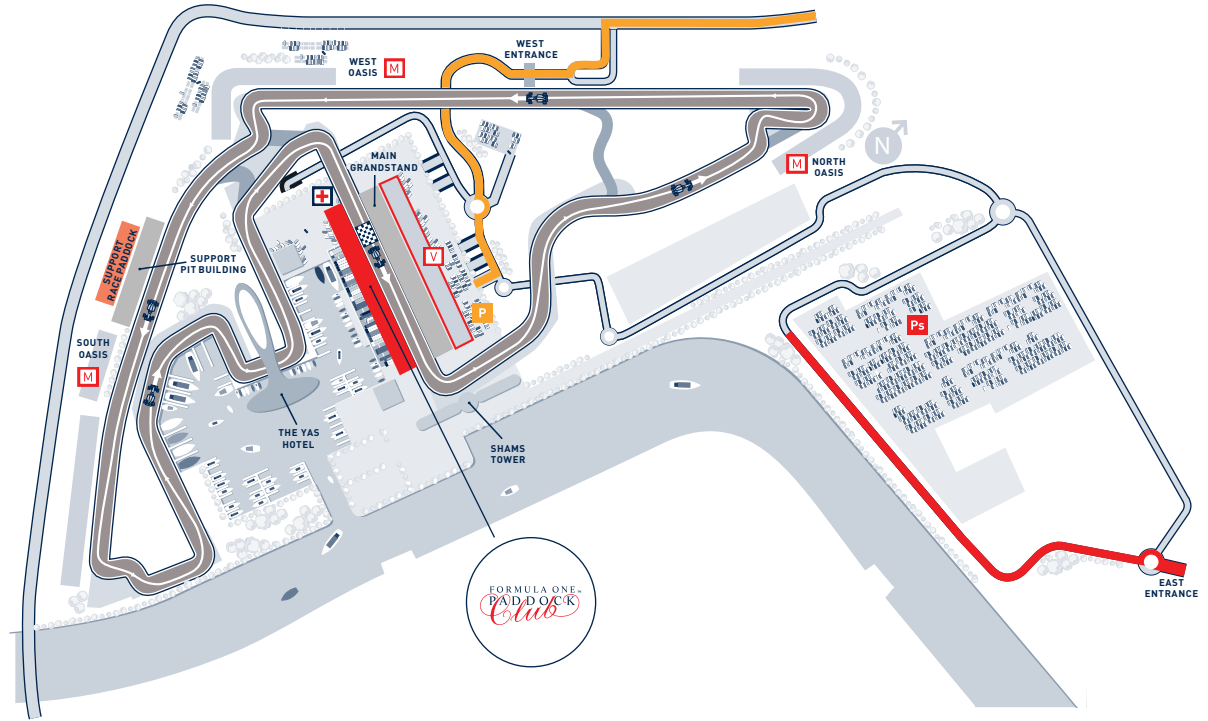 WEST
ENTRANCE
WEST
OASIS
M
N
MAIN
GRANDSTAND
M
NORTH
OASIS
SUPPORT
RACE PADDOCK
SUPPORT
PIT BUILDING
V
P
Ps
SOUTH
OASIS
M
THE YAS
HOTEL
SHAMS
TOWER
EAST
ENTRANCE
FORMULA ONE
PADDOCK
Club